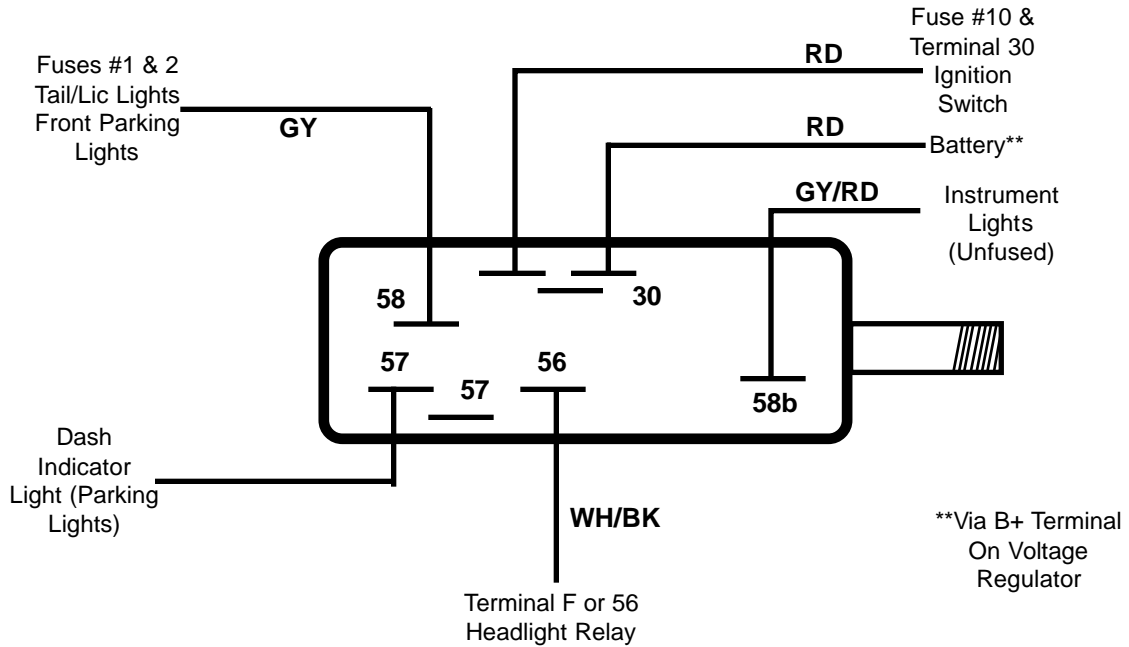 Fuse #10 &
Terminal 30
Ignition
Switch
RD
Fuses #1 & 2
Tail/Lic Lights
Front Parking
Lights
GY
RD
Battery**
GY/RD
Instrument
Lights
(Unfused)
58
30
57
57
56
58b
Dash
Indicator
Light (Parking
Lights)
WH/BK
**Via B+ Terminal
On Voltage
Regulator
Terminal F or 56
Headlight Relay